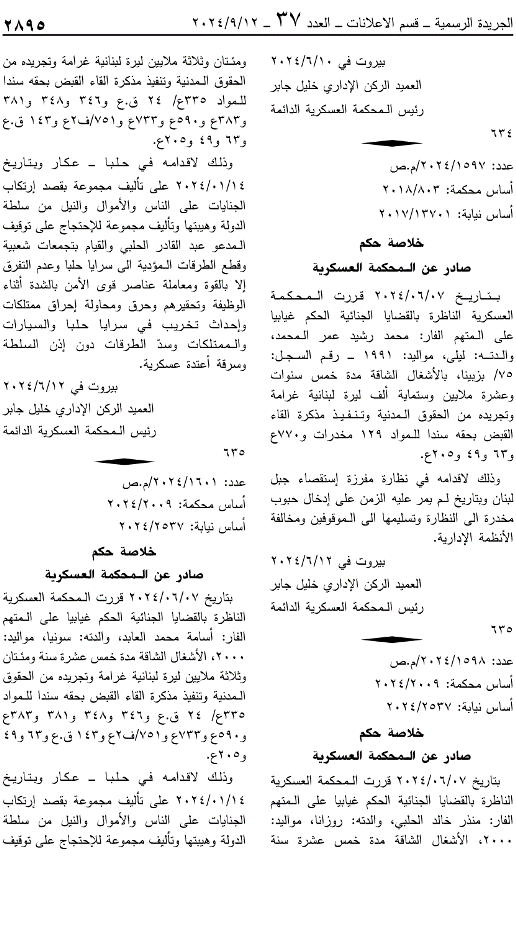 الجريدة الرسمية ــ قسم الاعلانات ــ العدد ٣٧ ــ ٢٠٢٤/٩/١٢
٢٨٩٥
بيروت في ٢٠٢٤/٦/١٠
العميد الركن الإداري خليل جابر
رئيس المحكمة العسكرية الدائمة
٦٣٤
عدد: ٢٠٢٤/١٥٩٧/م.ص
أساس محكمة: ٢٠١٨/٨٠٣
أساس نيابة: ٢٠١٧/١٣٧٠١
خلاصة حكم
صادر عن المحكمة العسكرية
بتاريخ ٢٠٢٤/٠٦/٠٧ قررت المحكمة
العسكرية الناظرة بالقضايا الجنائية الحكم غيابيا
على المتهم الفار: محمد رشيد عمر المحمد،
والدته: ليلى، مواليد: ١٩٩١ ــ رقم السجل:
٧٥/ بزبينا، بالأشغال الشاقة مدة خمس سنوات
وعشرة ملايين وستماية ألف ليرة لبنانية غرامة
وتجريده من الحقوق المدنية وتنفيذ مذكرة القاء
القبض بحقه سندا للمواد ١٢٩ مخدرات و٧٧٠ع
و٦٣ و٤٩ و٢٠٥ع.
وذلك لاقدامه في نظارة مفرزة إستقصاء جبل
لبنان وبتاريخ لم يمر عليه الزمن على إدخال حبوب
مخدرة الى النظارة وتسليمها الى الموقوفين ومخالفة
الأنظمة الإدارية.
بيروت في ٢٠٢٤/٦/١٢
العميد الركن الإداري خليل جابر
رئيس المحكمة العسكرية الدائمة
٦٣٥
عدد: ٢٠٢٤/١٥٩٨/م.ص
أساس محكمة: ٢٠٢٤/٢٠٠٩
أساس نيابة: ٢٠٢٤/٢٥٣٧
خلاصة حكم
صادر عن المحكمة العسكرية
بتاريخ ٢٠٢٤/٠٦/٠٧ قررت المحكمة العسكرية
الناظرة بالقضايا الجنائية الحكم غيابيا على المتهم
الفار: منذر خالد الحلبي، والدته: روزانا، مواليد:
٢٠٠٠، الأشغال الشاقة مدة خمس عشرة سنة
ومئتان وثلاثة ملايين ليرة لبنانية غرامة وتجريده من
الحقوق المدنية وتنفيذ مذكرة القاء القبض بحقه سندا
للمواد ٣٣٥ع/ ٢٤ ق.ع و٣٤٦ و٣٤٨ و٣٨١
و٣٨٣ع و٥٩٠ع و٧٣٣ع و٧٥١/ف٢ع و١٤٣ ق.ع
و٦٣ و٤٩ و٢٠٥ع.
وذلك لاقدامه في حلبا ــ عكار وبتاريخ
٢٠٢٤/٠١/١٤ على تأليف مجموعة بقصد إرتكاب
الجنايات على الناس والأموال والنيل من سلطة
الدولة وهيبتها وتأليف مجموعة للإحتجاج على توقيف
المدعو عبد القادر الحلبي والقيام بتجمعات شعبية
وقطع الطرقات المؤدية الى سرايا حلبا وعدم التفرق
إلا بالقوة ومعاملة عناصر قوى الأمن بالشدة أثناء
الوظيفة وتحقيرهم وحرق ومحاولة إحراق ممتلكات
وإحداث تخريب في سرايا حلبا والسيارات
والممتلكات وسدّ الطرقات دون إذن السلطة
وسرقة أعتدة عسكرية.
بيروت في ٢٠٢٤/٦/١٢
العميد الركن الإداري خليل جابر
رئيس المحكمة العسكرية الدائمة
٦٣٥
عدد: ٢٠٢٤/١٦٠١/م.ص
أساس محكمة: ٢٠٢٤/٢٠٠٩
أساس نيابة: ٢٠٢٤/٢٥٣٧
خلاصة حكم
صادر عن المحكمة العسكرية
بتاريخ ٢٠٢٤/٠٦/٠٧ قررت المحكمة العسكرية
الناظرة بالقضايا الجنائية الحكم غيابيا على المتهم
الفار: أسامة محمد العابد، والدته: سونيا، مواليد:
٢٠٠٠، الأشغال الشاقة مدة خمس عشرة سنة ومئتان
وثلاثة ملايين ليرة لبنانية غرامة وتجريده من الحقوق
المدنية وتنفيذ مذكرة القاء القبض بحقه سندا للمواد
٣٣٥ع/ ٢٤ ق.ع و٣٤٦ و٣٤٨ و٣٨١ و٣٨٣ع
و٥٩٠ع و٧٣٣ع و٧٥١/ف٢ع و١٤٣ ق.ع و٦٣ و٤٩
و٢٠٥ع.
وذلك لاقدامه في حلبا ــ عكار وبتاريخ
٢٠٢٤/٠١/١٤ على تأليف مجموعة بقصد إرتكاب
الجنايات على الناس والأموال والنيل من سلطة
الدولة وهيبتها وتأليف مجموعة للإحتجاج على توقيف